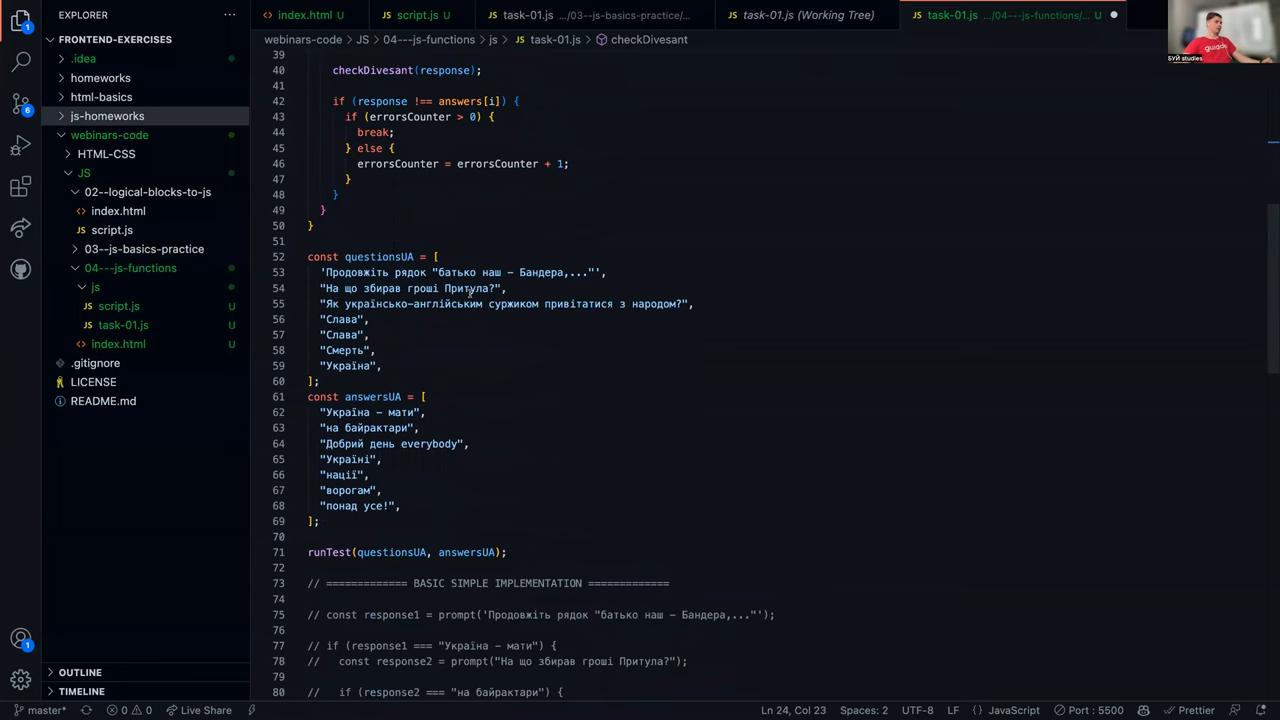 EXPLORER
index.html U
script.js U
task-01.js .../03--js-basics-practice/...
task-01.js (Working Tree)
task-01.js .../04---js-functions/... U
guide
БУЙ studies
FRONTEND-EXERCISES
webinars-code > JS > 04---js-functions > js > task-01.js > checkDivesant
.idea
homeworks
html-basics
js-homeworks
webinars-code
HTML-CSS
JS
02--logical-blocks-to-js
index.html
script.js
03--js-basics-practice
04---js-functions
js
script.js U
task-01.js U
index.html U
.gitignore
LICENSE
README.md
OUTLINE
TIMELINE
6
1
1
39
40 checkDivesant(response);
41
42 if (response !== answers[i]) {
43 if (errorsCounter > 0) {
44 break;
45 } else {
46 errorsCounter = errorsCounter + 1;
47 }
48 }
49 }
50 }
51
52 const questionsUA = [
53 'Продовжіть рядок "батько наш - Бандера,..."',
54 "На що збирав гроші Притула?",
55 "Як українсько-англійським суржиком привітатися з народом?",
56 "Слава",
57 "Слава",
58 "Смерть",
59 "Україна",
60 ];
61 const answersUA = [
62 "Україна - мати",
63 "на байрактари",
64 "Добрий день everybody",
65 "Україні",
66 "нації",
67 "ворогам",
68 "понад усе!",
69 ];
70
71 runTest(questionsUA, answersUA);
72
73 // ============= BASIC SIMPLE IMPLEMENTATION =============
74
75 // const response1 = prompt('Продовжіть рядок "батько наш - Бандера,..."');
76
77 // if (response1 === "Україна - мати") {
78 //   const response2 = prompt("На що збирав гроші Притула?");
79
80 //   if (response2 === "на байрактари") {
master* 0 0 Live Share Ln 24, Col 23 Spaces: 2 UTF-8 LF {} JavaScript Port : 5500 Prettier